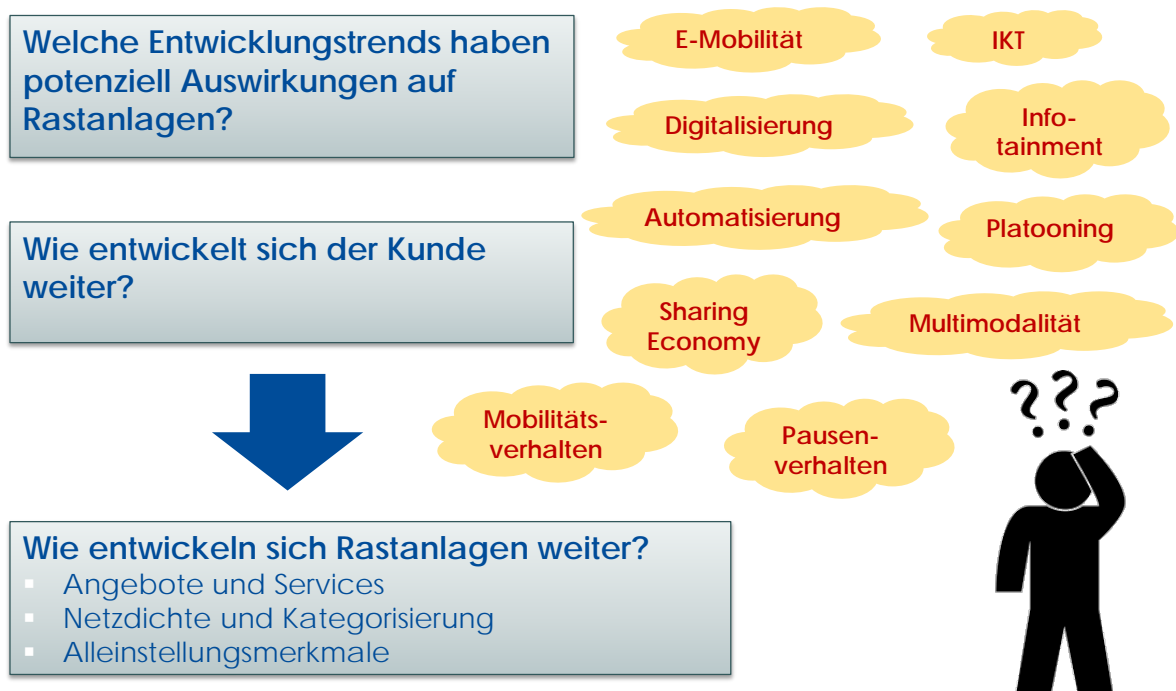 Welche Entwicklungstrends haben
potenziell Auswirkungen auf
Rastanlagen?
E-Mobilität
IKT
Digitalisierung
Info-
tainment
Automatisierung
Platooning
Wie entwickelt sich der Kunde
weiter?
Sharing
Economy
Multimodalität
Mobilitäts-
verhalten
Pausen-
verhalten
???
Wie entwickeln sich Rastanlagen weiter?
▪ Angebote und Services
▪ Netzdichte und Kategorisierung
▪ Alleinstellungsmerkmale